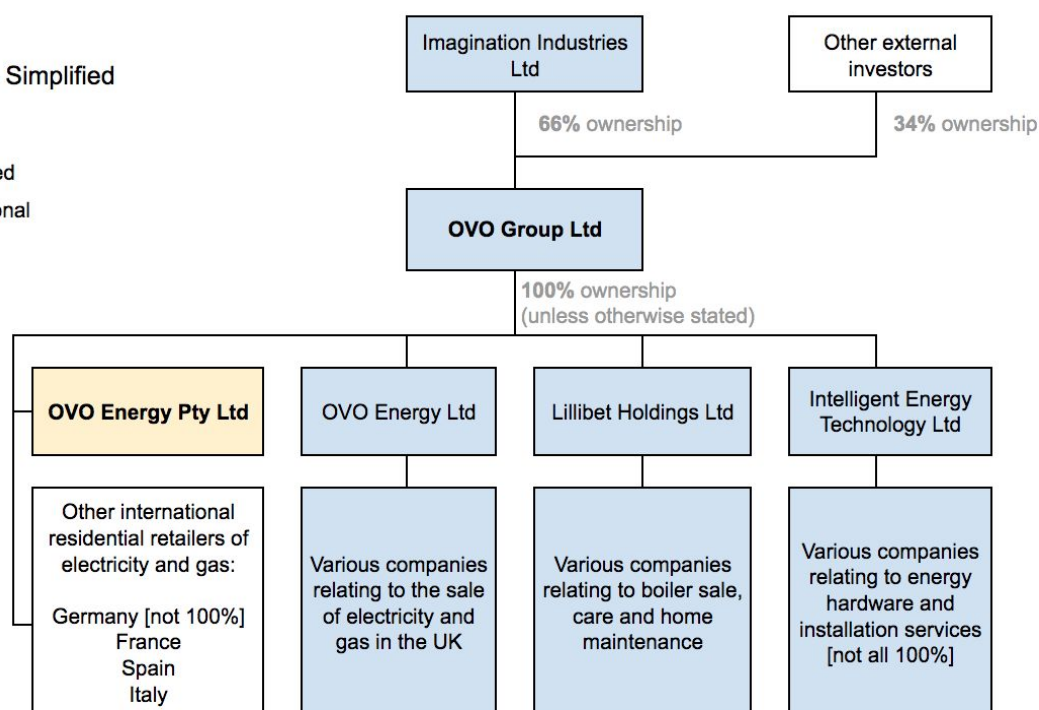 Simplified
ed
onal
Imagination Industries
Ltd
Other external
investors
66% ownership
34% ownership
OVO Group Ltd
100% ownership
(unless otherwise stated)
OVO Energy Pty Ltd
OVO Energy Ltd
Lillibet Holdings Ltd
Intelligent Energy
Technology Ltd
Other international
residential retailers of
electricity and gas:
Germany [not 100%]
France
Spain
Italy
Various companies
relating to the sale
of electricity and
gas in the UK
Various companies
relating to boiler sale,
care and home
maintenance
Various companies
relating to energy
hardware and
installation services
[not all 100%]